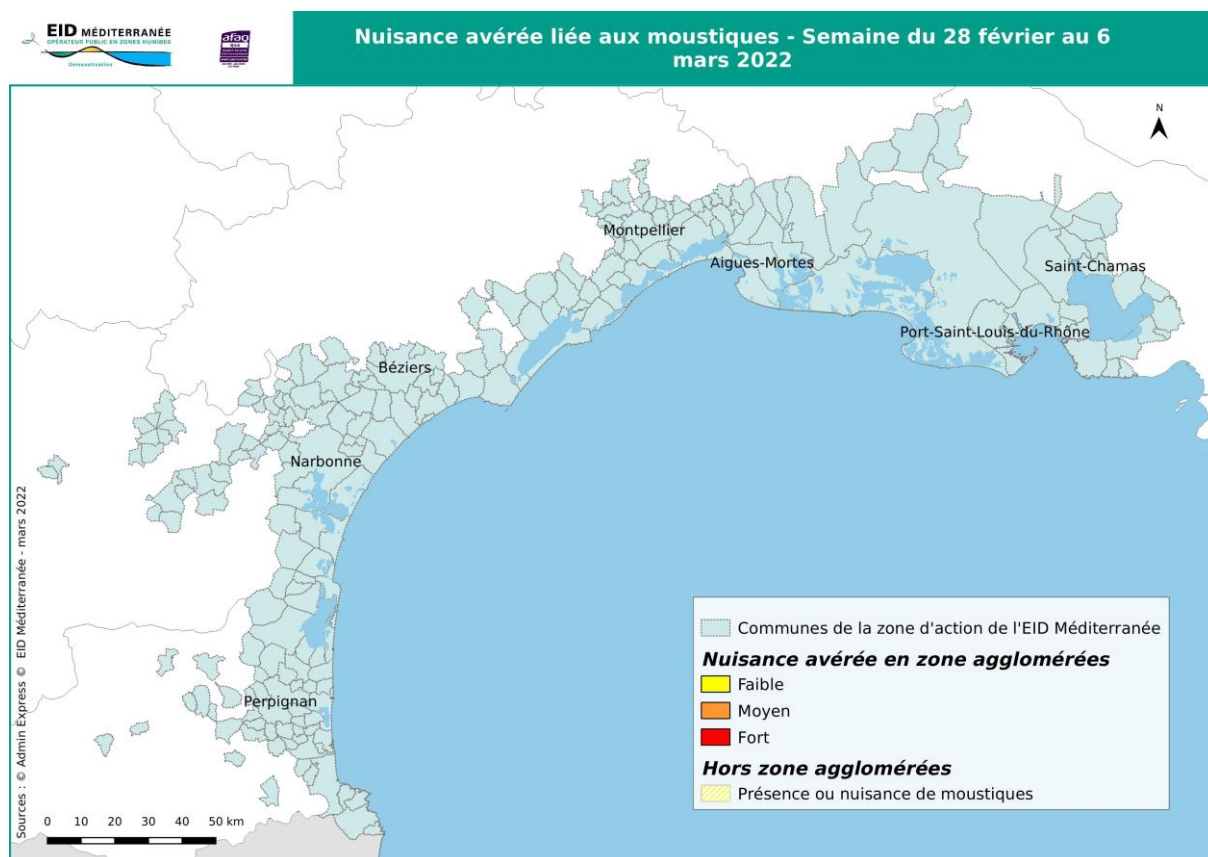 EID MÉDITERRANÉE
OPÉRATEUR PUBLIC EN ZONES HUMIDES
Démoustication
afaq
Nuisance avérée liée aux moustiques - Semaine du 28 février au 6
mars 2022
N
Montpellier
Aigues-Mortes
Saint-Chamas
Port-Saint-Louis-du-Rhône
Béziers
Narbonne
Perpignan
Communes de la zone d'action de l'EID Méditerranée
Nuisance avérée en zone agglomérées
Faible
Moyen
Fort
Hors zone agglomérées
Présence ou nuisance de moustiques
0 10 20 30 40 50 km
Sources : © Admin Express © EID Méditerranée - mars 2022